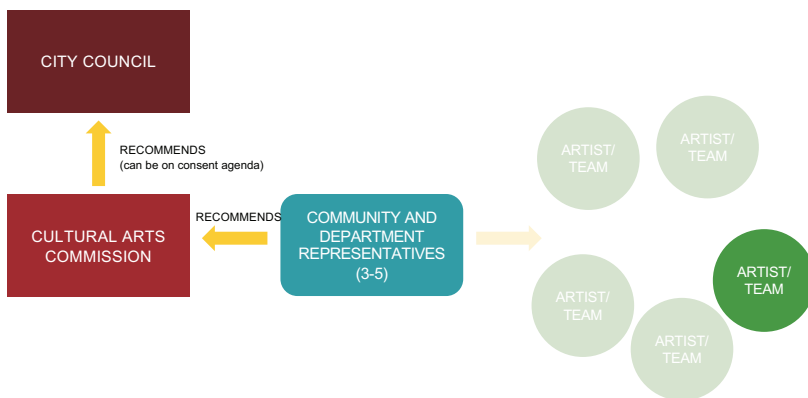 CITY COUNCIL
RECOMMENDS
(can be on consent agenda)
CULTURAL ARTS
COMMISSION
RECOMMENDS
COMMUNITY AND
DEPARTMENT
REPRESENTATIVES
(3-5)
ARTIST/
TEAM
ARTIST/
TEAM
ARTIST/
TEAM
ARTIST/
TEAM
ARTIST/
TEAM